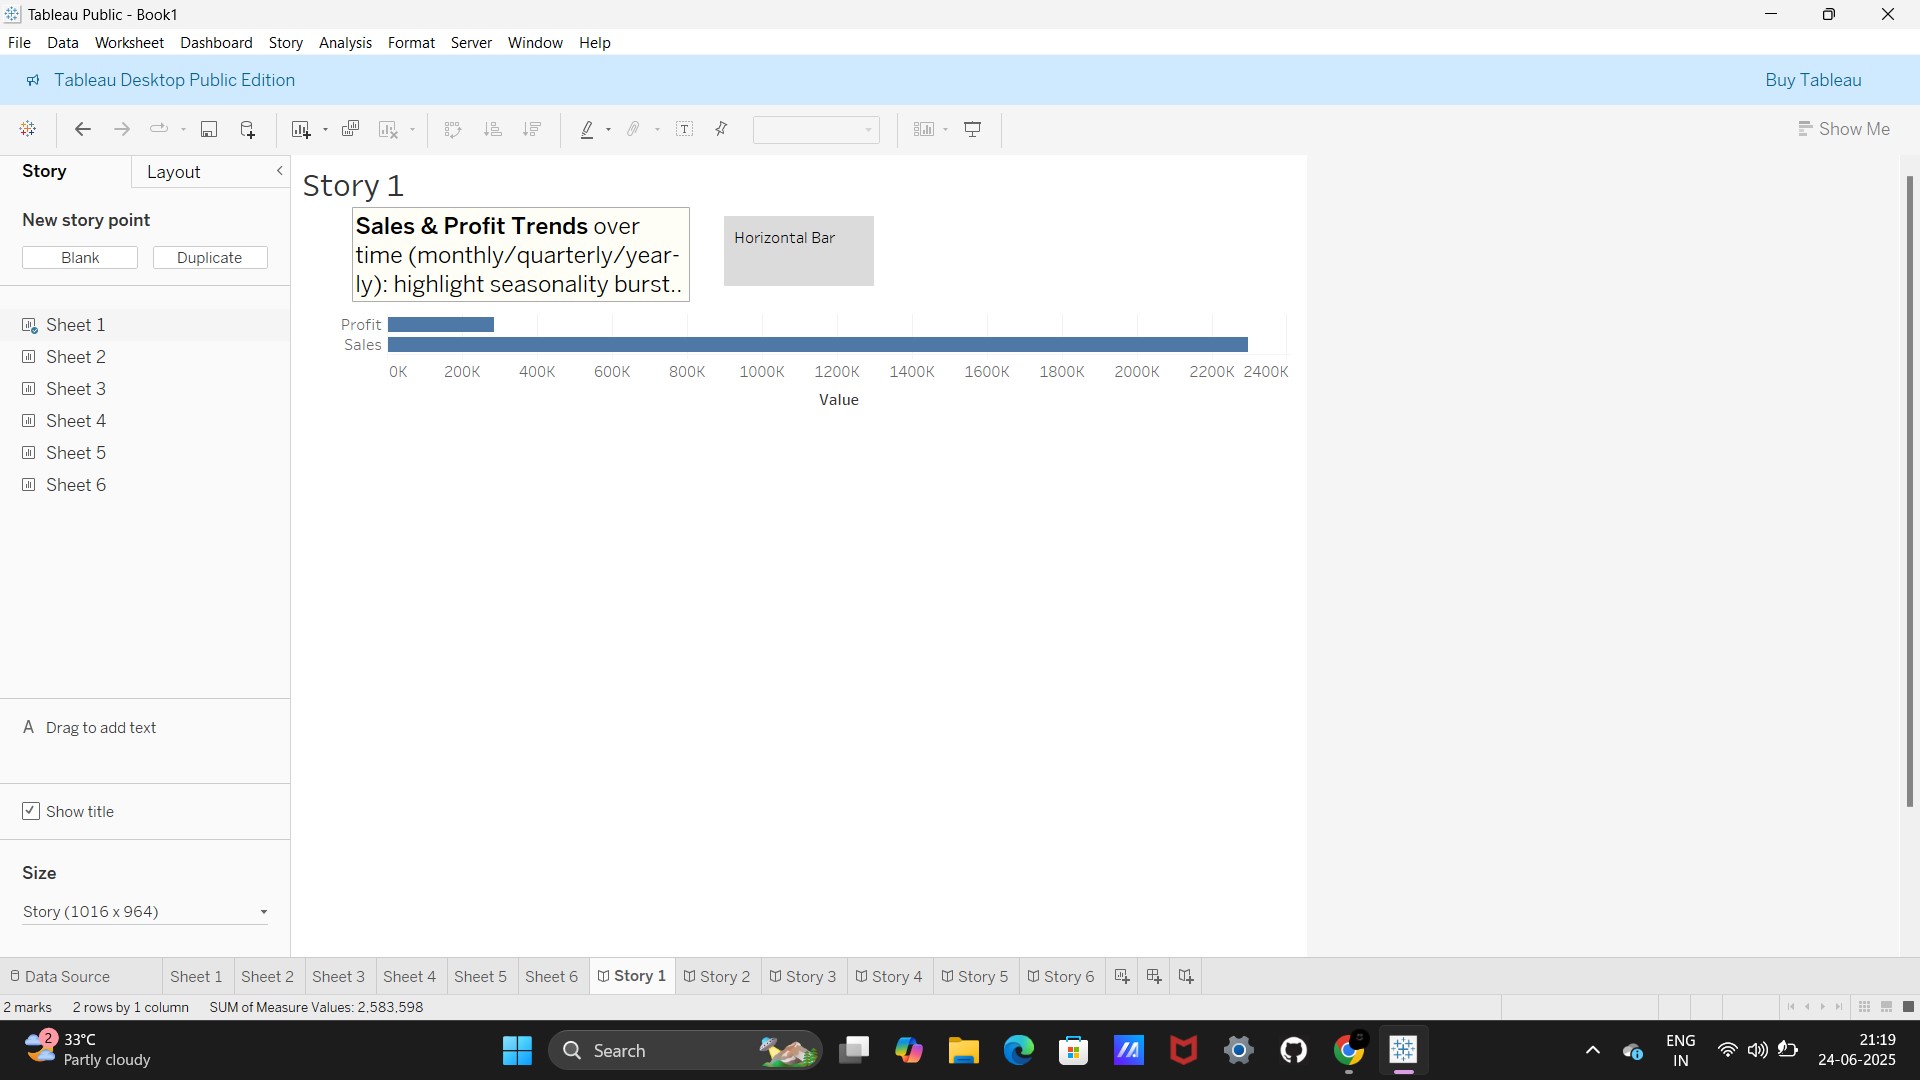 Tableau Public - Book1
File Data Worksheet Dashboard Story Analysis Format Server Window Help
Tableau Desktop Public Edition
Buy Tableau
Show Me
Story
Layout
New story point
Blank
Duplicate
Sheet 1
Sheet 2
Sheet 3
Sheet 4
Sheet 5
Sheet 6
A Drag to add text
Show title
Size
Story (1016 x 964)
Story 1
Sales & Profit Trends over
time (monthly/quarterly/year-
ly): highlight seasonality burst..
Horizontal Bar
Profit
Sales
0K 200K 400K 600K 800K 1000K 1200K 1400K 1600K 1800K 2000K 2200K 2400K
Value
Data Source Sheet 1 Sheet 2 Sheet 3 Sheet 4 Sheet 5 Sheet 6 Story 1 Story 2 Story 3 Story 4 Story 5 Story 6
2 marks 2 rows by 1 column SUM of Measure Values: 2,583,598
2
33°C
Partly cloudy
Search
ENG
IN
21:19
24-06-2025